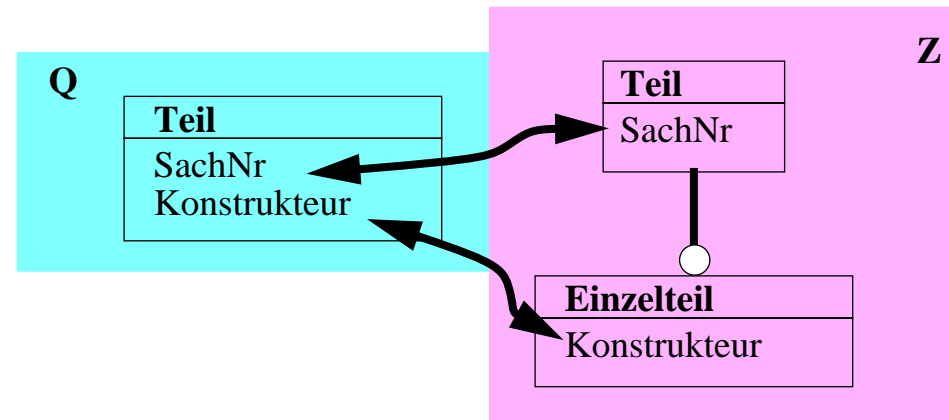 Q
Teil
SachNr
Konstrukteur
Z
Teil
SachNr
Einzelteil
Konstrukteur